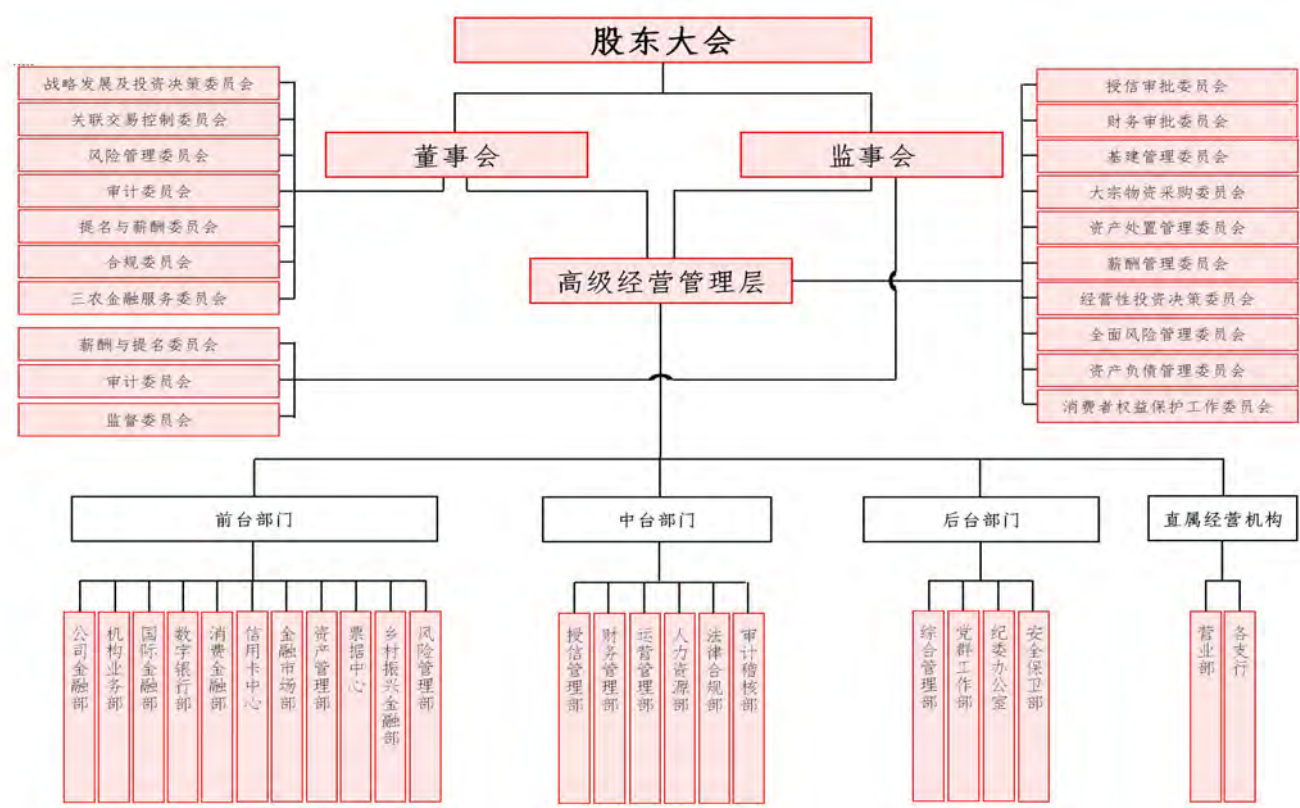 股东大会
战略发展及投资决策委员会
关联交易控制委员会
风险管理委员会
审计委员会
提名与薪酬委员会
合规委员会
三农金融服务委员会
薪酬与提名委员会
审计委员会
监督委员会
董事会
监事会
高级经营管理层
授信审批委员会
财务审批委员会
基建管理委员会
大宗物资采购委员会
资产处置管理委员会
薪酬管理委员会
经营性投资决策委员会
全面风险管理委员会
资产负债管理委员会
消费者权益保护工作委员会
前台部门
中台部门
后台部门
直属经营机构
公司金融部
机构业务部
国际金融部
数字银行部
消费金融部
信用卡中心
金融市场部
资产管理部
票据中心
乡村振兴金融部
风险管理部
授信管理部
财务管理部
运营管理部
人力资源部
法律合规部
审计稽核部
综合管理部
党群工作部
纪委办公室
安全保卫部
营业部
各支行